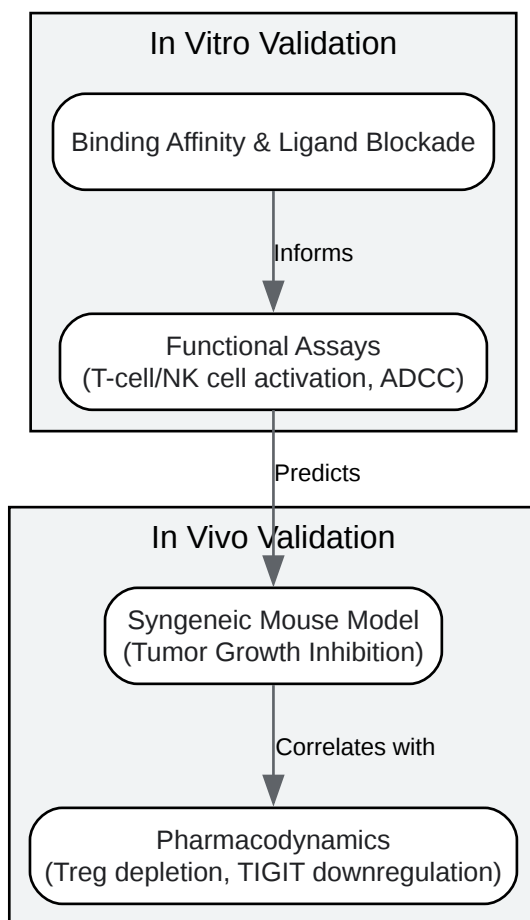 In Vitro Validation
Binding Affinity & Ligand Blockade
Informs
Functional Assays
(T-cell/NK cell activation, ADCC)
Predicts
In Vivo Validation
Syngeneic Mouse Model
(Tumor Growth Inhibition)
Correlates with
Pharmacodynamics
(Treg depletion, TIGIT downregulation)